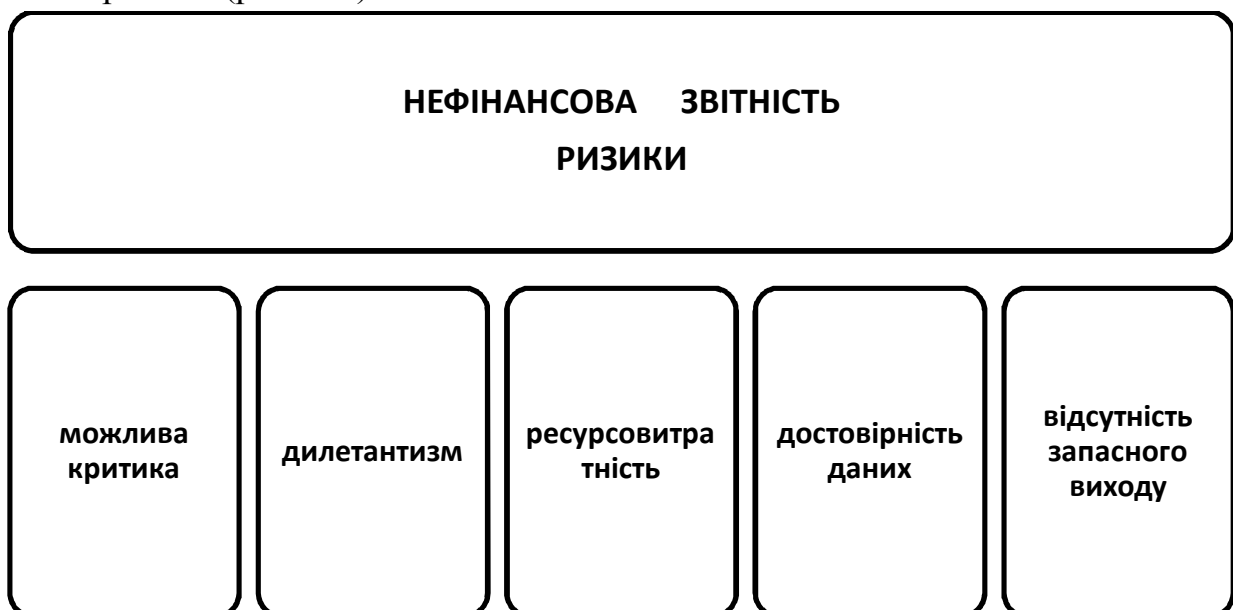 НЕФІНАНСОВА ЗВІТНІСТЬ
РИЗИКИ
можлива
критика
дилетантизм
ресурсовитра
тність
достовірність
даних
відсутність
запасного
виходу